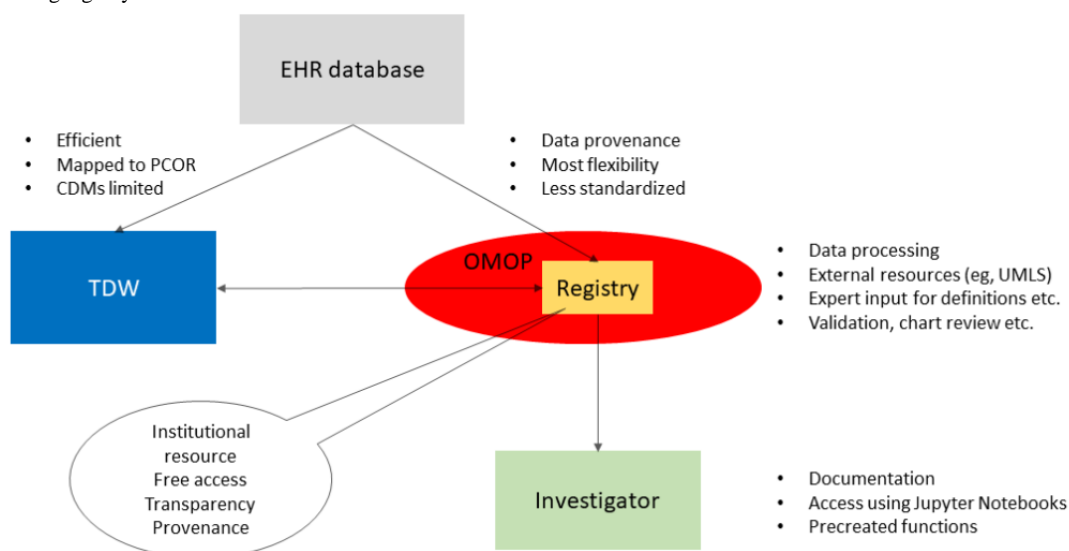 EHR database
• Efficient
• Mapped to PCOR
• CDMs limited
• Data provenance
• Most flexibility
• Less standardized
TDW
OMOP
Registry
• Data processing
• External resources (eg, UMLS)
• Expert input for definitions etc.
• Validation, chart review etc.
Institutional
resource
Free access
Transparency
Provenance
Investigator
• Documentation
• Access using Jupyter Notebooks
• Precreated functions